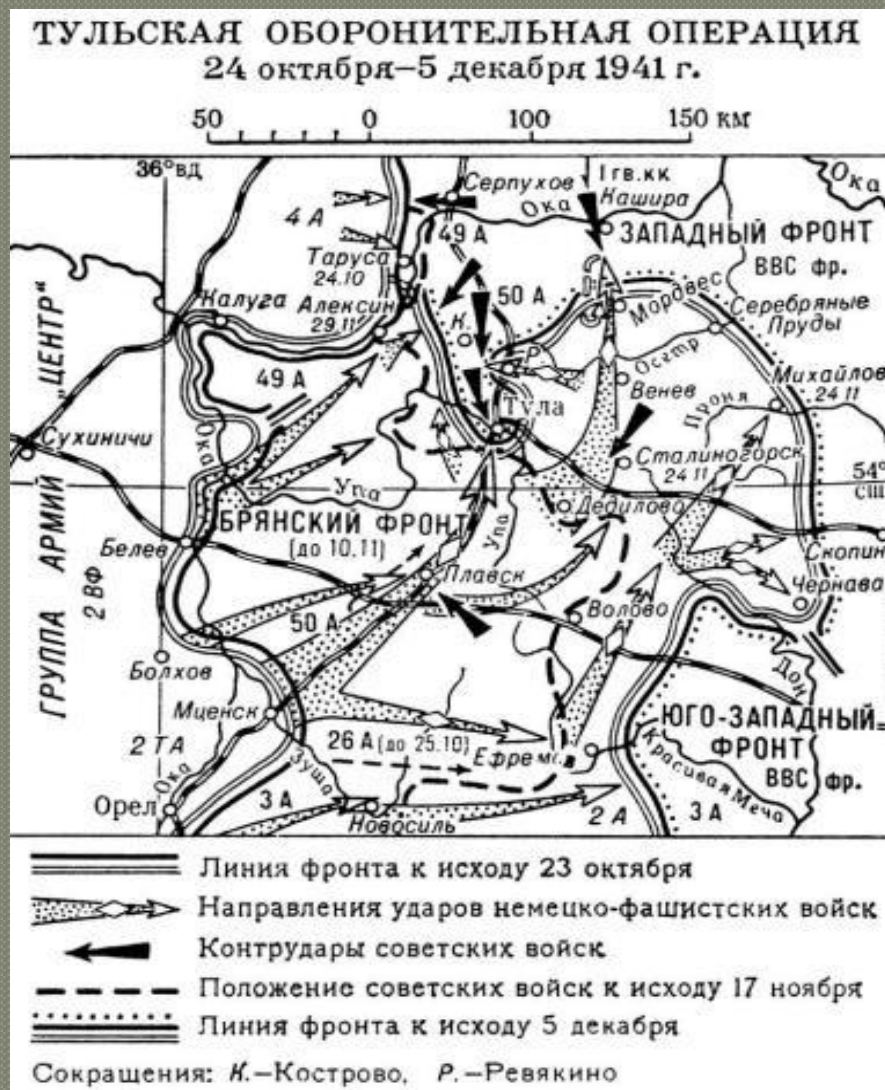 ТУЛЬСКАЯ ОБОРОНИТЕЛЬНАЯ ОПЕРАЦИЯ
24 октября–5 декабря 1941 г.
50 0 100 150 км
36°вд
Серпухов
1 гв.кк
Кашира
Ока
Ока
4 А
49 А
ЗАПАДНЫЙ ФРОНТ
ВВС фр.
Таруса
24.10
Калуга
Алексин
29.11
50 А
Мордвес
Серебряные
Пруды
К.
Р.
Осетр
49 А
Венев
Михайлов
24 11
Проня
Тула
Сухиничи
Ока
Сталиногорск
24 11
54°
сш
Упа
Дедилово
БРЯНСКИЙ ФРОНТ
(до 10.11)
Упа
Белев
Скопин
Плавск
Чернава
ГРУППА АРМИЙ „ЦЕНТР“
2 ВФ
50 А
Волово
Болхов
Дон
Мценск
ЮГО-ЗАПАДНЫЙ
ФРОНТ
ВВС фр.
2 ТА
26 А (до 25.10)
Ефремов
Ока
Зуша
Красивая Меча
Орел
3 А
Новосиль
2 А
3 А
Линия фронта к исходу 23 октября
Направления ударов немецко-фашистских войск
Контрудары советских войск
Положение советских войск к исходу 17 ноября
Линия фронта к исходу 5 декабря
Сокращения: К.–Кострово, Р.–Ревякино